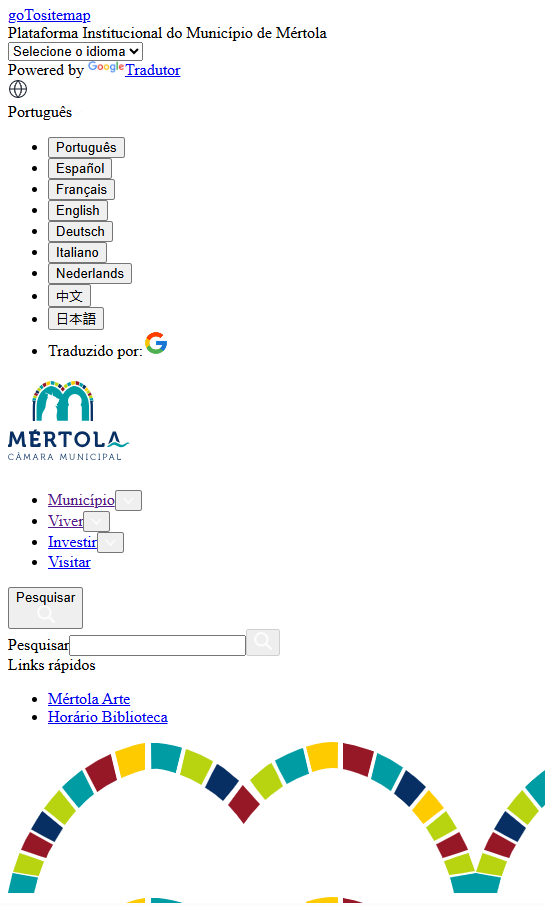 goTositemap
Plataforma Institucional do Município de Mértola
Selecione o idioma
Powered by Google Tradutor
Português
Português
Español
Français
English
Deutsch
Italiano
Nederlands
中文
日本語
Traduzido por:
MÉRTOLA
CÂMARA MUNICIPAL
Município
Viver
Investir
Visitar
Pesquisar
Pesquisar
Links rápidos
Mértola Arte
Horário Biblioteca